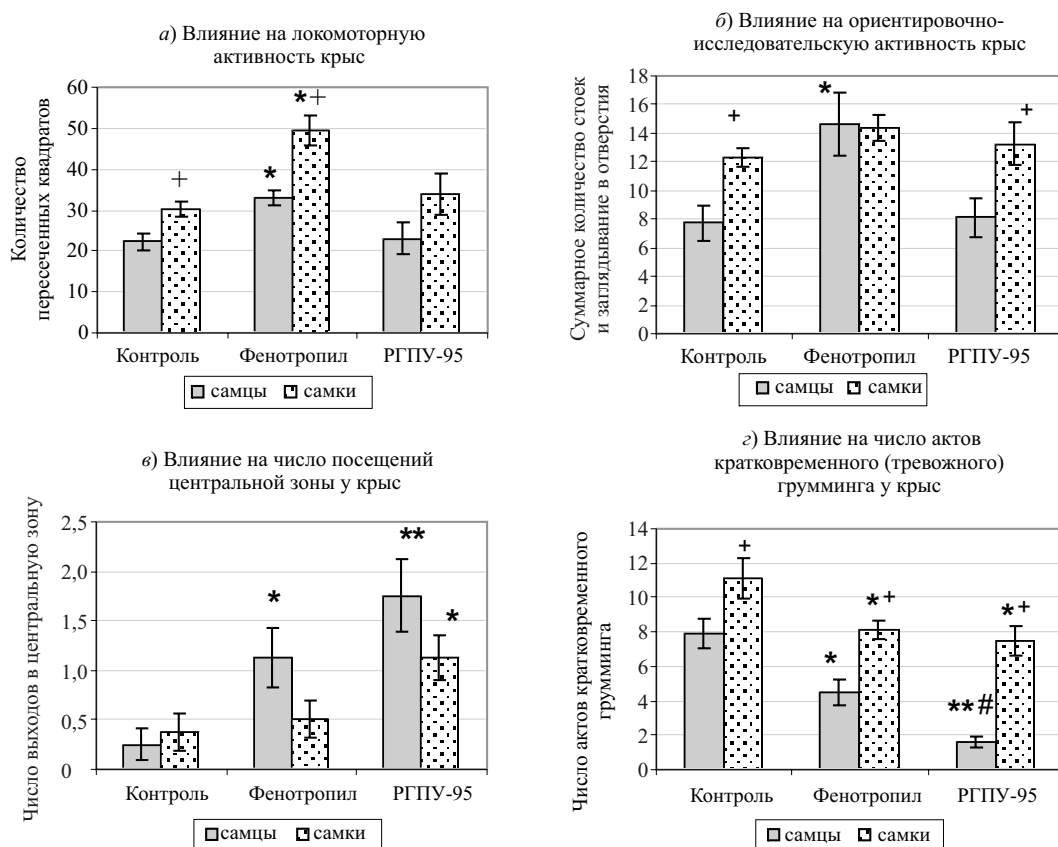 а) Влияние на локомоторную
активность крыс
Количество
пересеченных квадратов
60
50
40
30
20
10
0
+
*
*+
Контроль Фенотропил РГПУ-95
самцы самки
б) Влияние на ориентировочно-
исследовательскую активность крыс
Суммарное количество стоек
и заглядывание в отверстия
18
16
14
12
10
8
6
4
2
0
+
*
+
Контроль Фенотропил РГПУ-95
самцы самки
в) Влияние на число посещений
центральной зоны у крыс
Число выходов в центральную зону
2,5
2,0
1,5
1,0
0,5
0
*
**
*
Контроль Фенотропил РГПУ-95
самцы самки
г) Влияние на число актов
кратковременного (тревожного)
грумминга у крыс
Число актов кратковременного
грумминга
14
12
10
8
6
4
2
0
+
*
*+
**#
*+
Контроль Фенотропил РГПУ-95
самцы самки